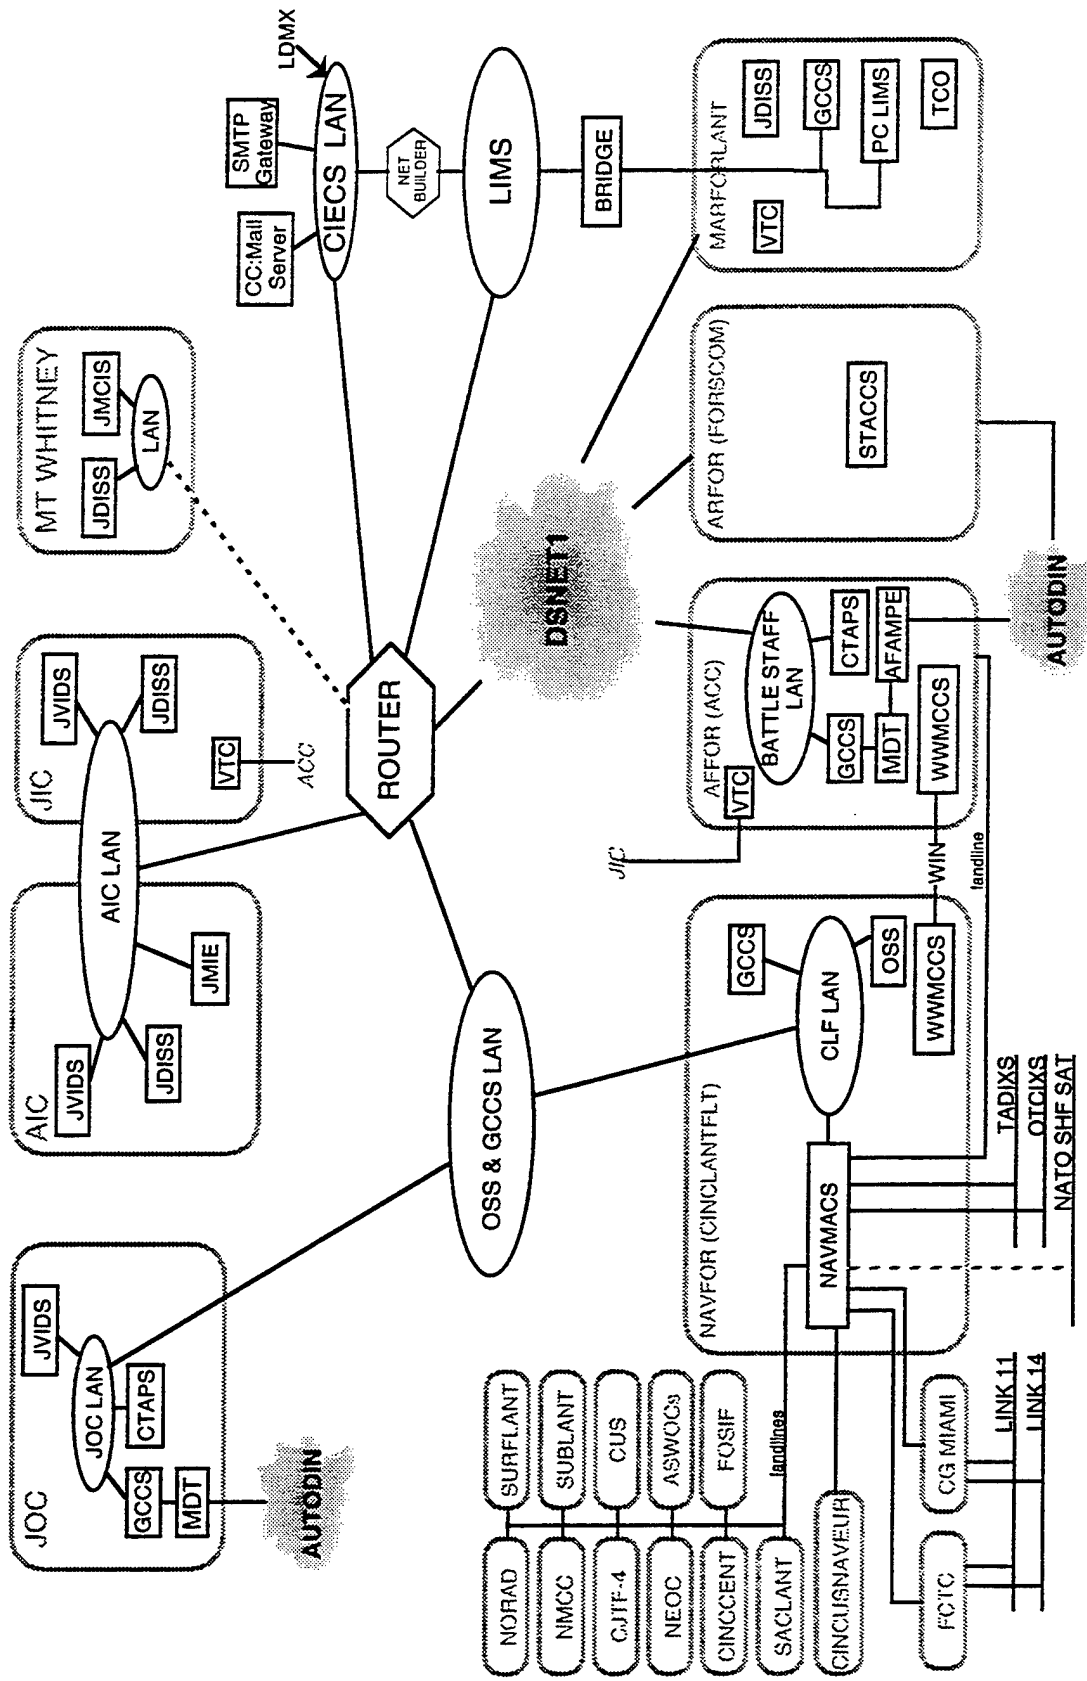 JOC
JVIDS
JOC LAN
CTAPS
GCCS
MDT
AUTODIN
AIC
JVIDS
JDISS
JMIE
AIC LAN
JIC
JVIDS
JDISS
VTC
ACC
MT WHITNEY
JDISS
JMCIS
LAN
CC:Mail
Server
SMTP
Gateway
LDMX
CIECS LAN
NET
BUILDER
LIMS
BRIDGE
ROUTER
OSS & GCCS LAN
DSNET1
NORAD
SURFLANT
NMCC
SUBLANT
CJTF-4
CUS
NEOC
ASWOCs
CINCCENT
FOSIF
SACLANT
landlines
CINCUSNAVEUR
FCTC
CG MIAMI
LINK 11
LINK 14
NAVFOR (CINCLANTFLT)
NAVMACS
CLF LAN
GCCS
OSS
WWMCCS
TADIXS
OTCIXS
NATO SHF SAT
WIN
landline
JIC
AFFOR (ACC)
VTC
BATTLE STAFF
LAN
GCCS
CTAPS
MDT
AFAMPE
WWMCCS
AUTODIN
ARFOR (FORSCOM)
STACCS
MARFORLANT
VTC
JDISS
GCCS
PC LIMS
TCO